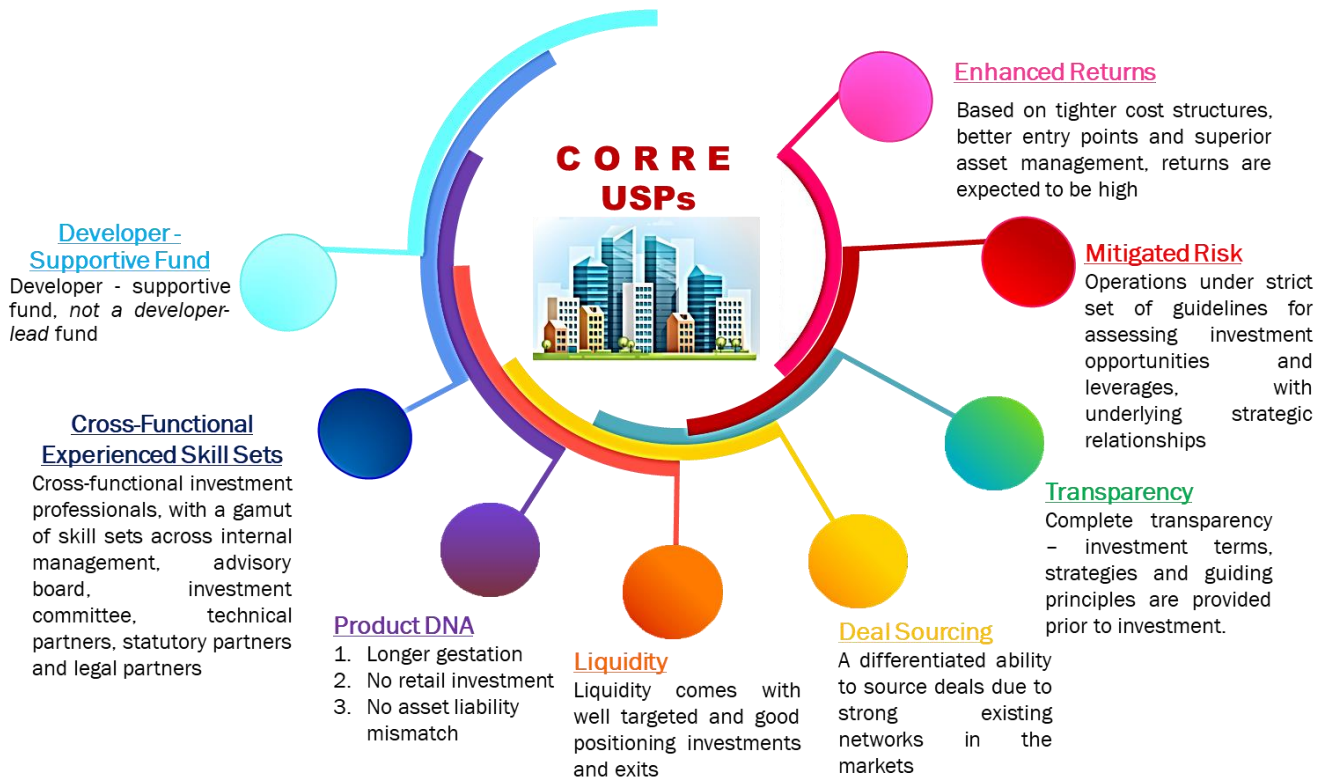 C O R R E
USPs
Enhanced Returns
Based on tighter cost structures,
better entry points and superior
asset management, returns are
expected to be high
Mitigated Risk
Operations under strict
set of guidelines for
assessing investment
opportunities and
leverages, with
underlying strategic
relationships
Transparency
Complete transparency
– investment terms,
strategies and guiding
principles are provided
prior to investment.
Deal Sourcing
A differentiated ability
to source deals due to
strong existing
networks in the
markets
Liquidity
Liquidity comes with
well targeted and good
positioning investments
and exits
Product DNA
1. Longer gestation
2. No retail investment
3. No asset liability
mismatch
Cross-Functional
Experienced Skill Sets
Cross-functional investment
professionals, with a gamut
of skill sets across internal
management, advisory
board, investment
committee, technical
partners, statutory partners
and legal partners
Developer -
Supportive Fund
Developer - supportive
fund, not a developer-
lead fund